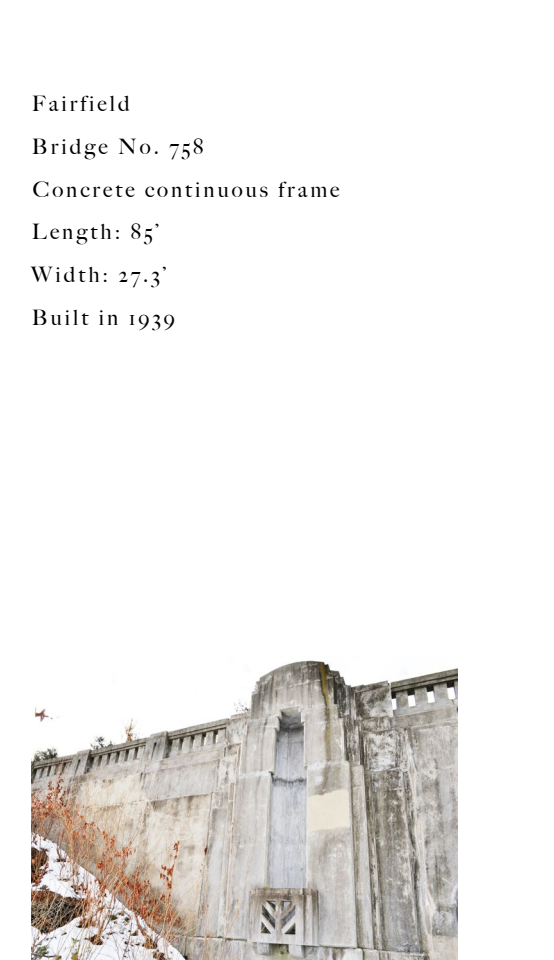 Fairfield
Bridge No. 758
Concrete continuous frame
Length: 85’
Width: 27.3’
Built in 1939